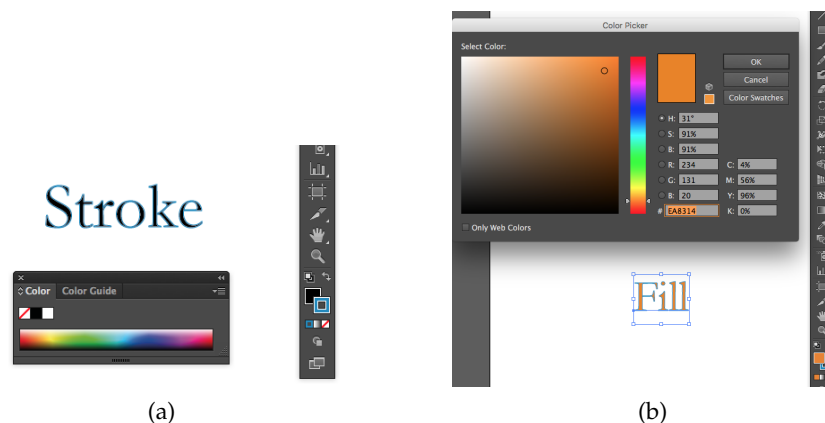 Stroke
Color Color Guide
(a)
Color Picker
Select Color:
OK
Cancel
Color Swatches
H: 31°
S: 91%
B: 91%
R: 234 C: 4%
G: 131 M: 56%
B: 20 Y: 96%
# EA8314 K: 0%
Only Web Colors
Fill
(b)